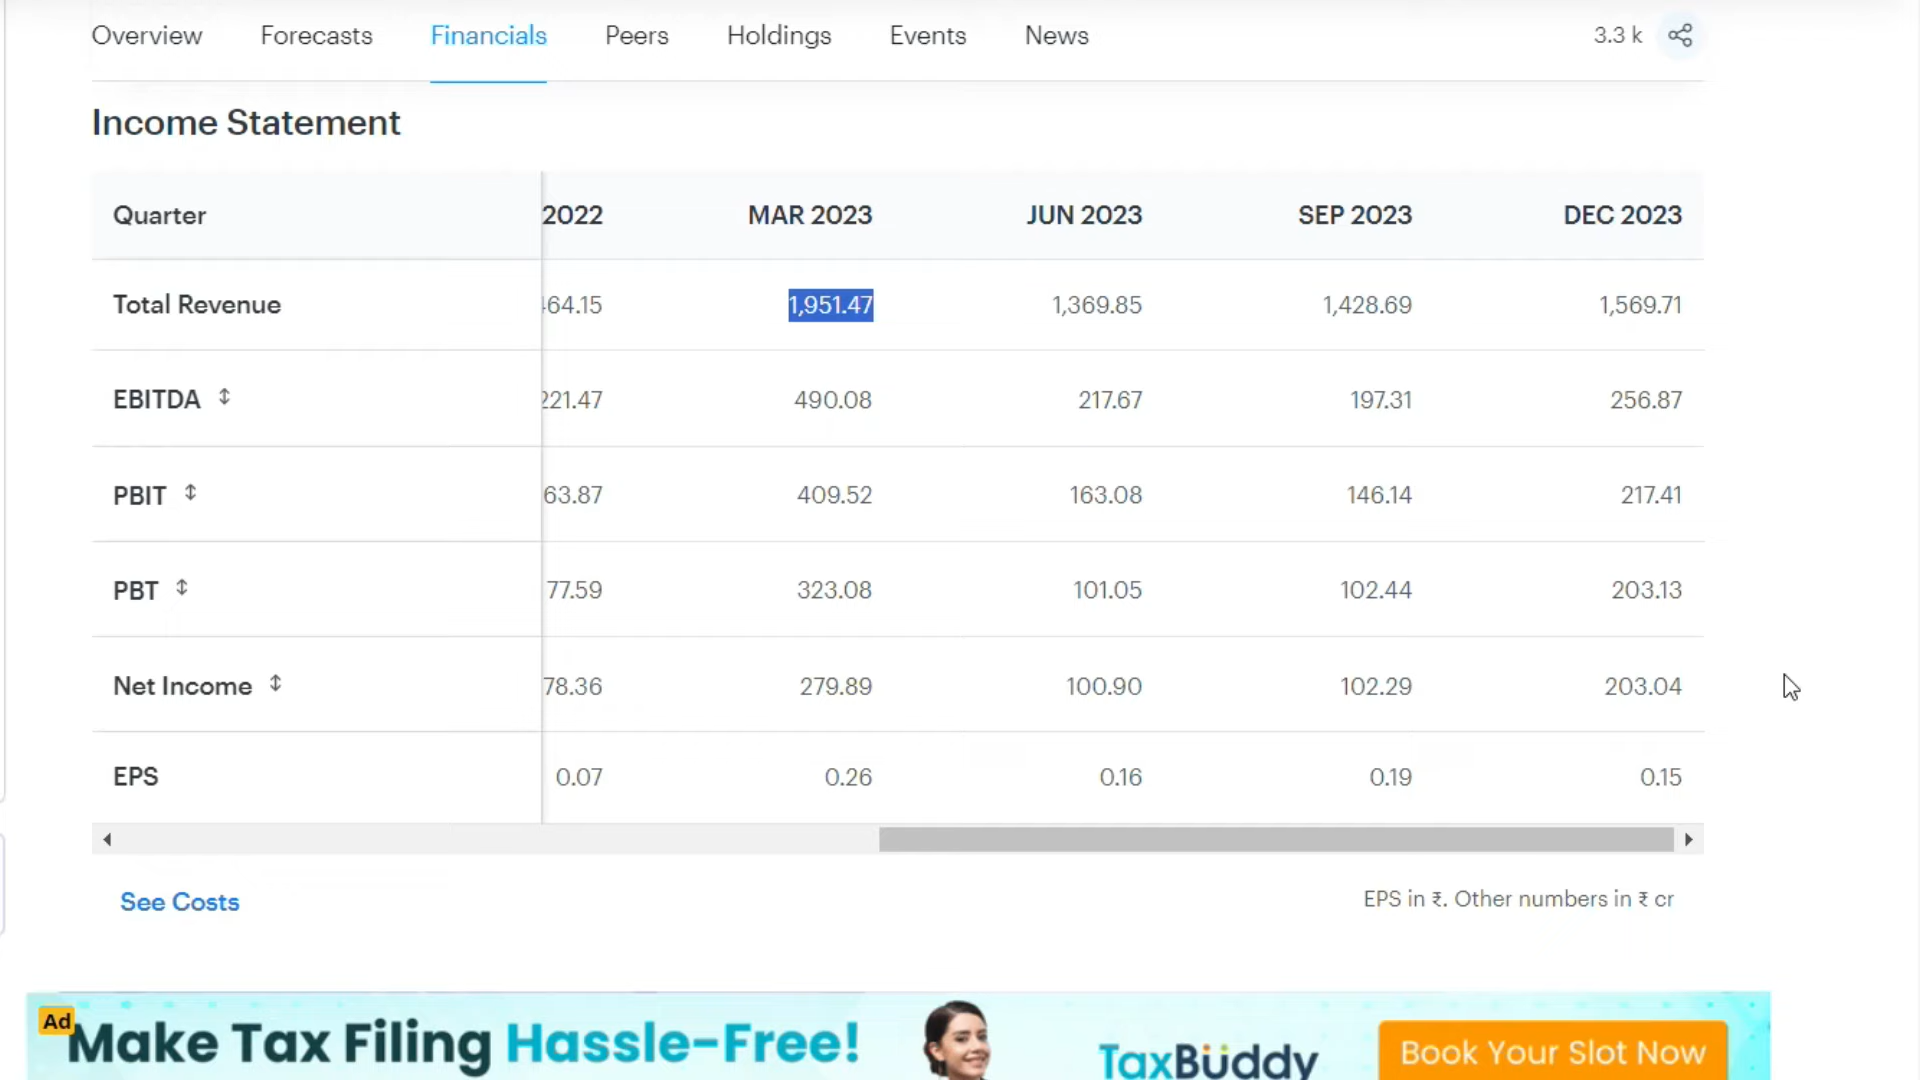 Overview Forecasts Financials Peers Holdings Events News 3.3 k
Income Statement
Quarter 2022 MAR 2023 JUN 2023 SEP 2023 DEC 2023
Total Revenue 64.15 1,951.47 1,369.85 1,428.69 1,569.71
EBITDA 221.47 490.08 217.67 197.31 256.87
PBIT 63.87 409.52 163.08 146.14 217.41
PBT 77.59 323.08 101.05 102.44 203.13
Net Income 78.36 279.89 100.90 102.29 203.04
EPS 0.07 0.26 0.16 0.19 0.15
See Costs EPS in ₹. Other numbers in ₹ cr
Ad
Make Tax Filing Hassle-Free! TaxBuddy Book Your Slot Now